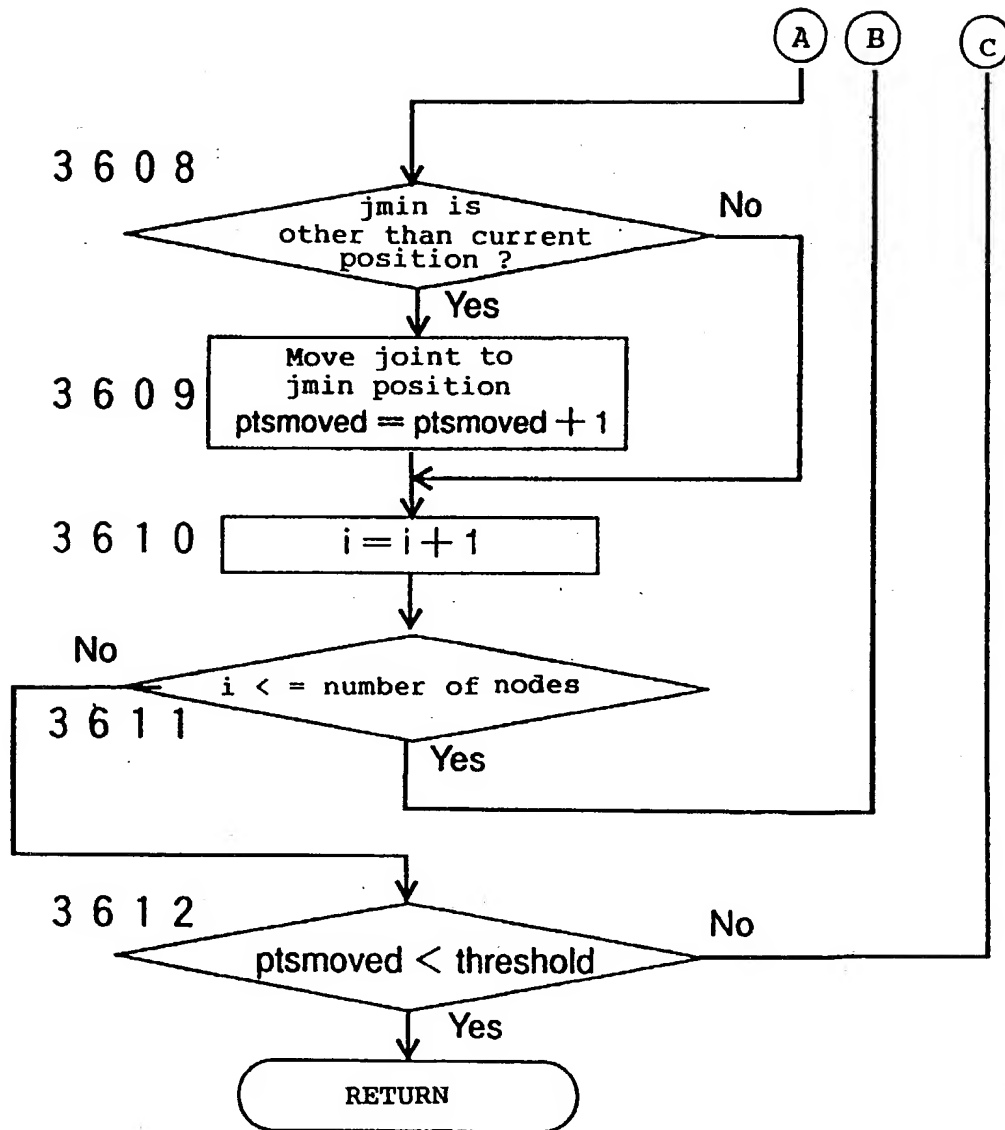 A B C
3608
jmin is
other than current
position ?
No
Yes
3609
Move joint to
jmin position
ptsmoved = ptsmoved + 1
3610
i = i + 1
No
i < = number of nodes
3611
Yes
3612
ptsmoved < threshold
No
Yes
RETURN